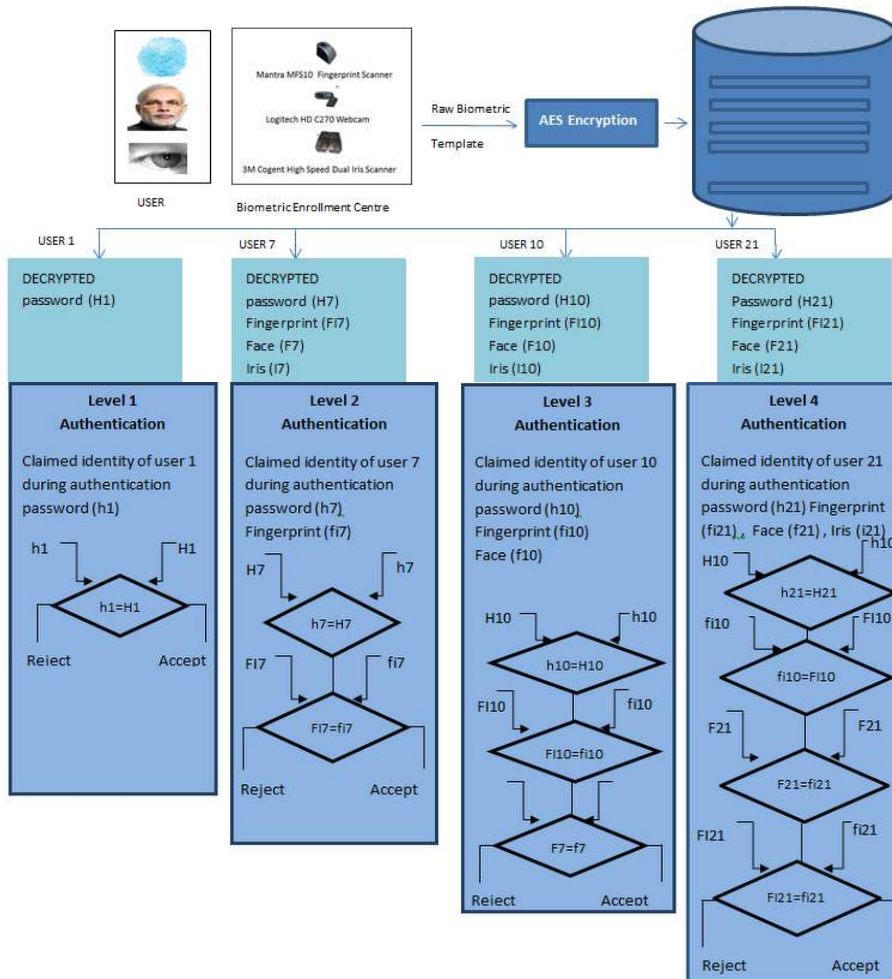 Mantra MFS10 Fingerprint Scanner
Logitech HD C270 Webcam
3M Cogent High Speed Dual Iris Scanner
USER
Biometric Enrollment Centre
Raw Biometric
Template
AES Encryption
USER 1
USER 7
USER 10
USER 21
DECRYPTED
password (H1)
DECRYPTED
password (H7)
Fingerprint (FI7)
Face (F7)
Iris (I7)
DECRYPTED
password (H10)
Fingerprint (FI10)
Face (F10)
Iris (I10)
DECRYPTED
Password (H21)
Fingerprint (FI21)
Face (F21)
Iris (I21)
Level 1
Authentication
Claimed identity of user 1
during authentication
password (h1)
h1
H1
h1=H1
Reject
Accept
Level 2
Authentication
Claimed identity of user 7
during authentication
password (h7)
Fingerprint (fi7)
H7
h7
h7=H7
FI7
fi7
FI7=fi7
Reject
Accept
Level 3
Authentication
Claimed identity of user 10
during authentication
password (h10)
Fingerprint (fi10)
Face (f10)
H10
h10
h10=H10
FI10
fi10
FI10=fi10
F7=f7
Reject
Accept
Level 4
Authentication
Claimed identity of user 21
during authentication
password (h21) Fingerprint
(fi21), Face (f21) , Iris (i21)
H10
h10
h21=H21
fi10
FI10
fi10=FI10
F21
F21
F21=fi21
FI21
fi21
FI21=fi21
Reject
Accept